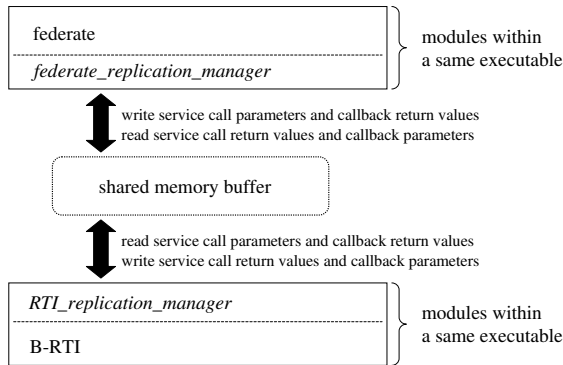 federate
federate_replication_manager
modules within
a same executable
write service call parameters and callback return values
read service call return values and callback parameters
shared memory buffer
read service call parameters and callback return values
write service call return values and callback parameters
RTI_replication_manager
B-RTI
modules within
a same executable